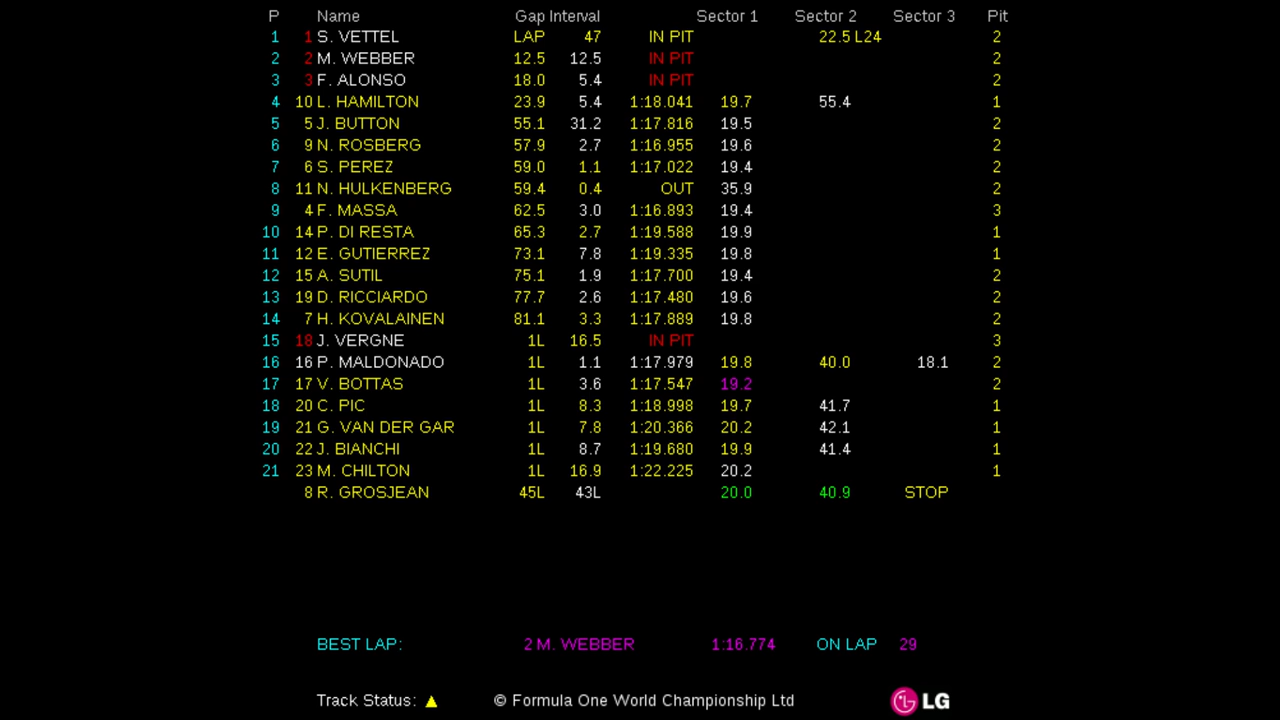 P Name Gap Interval Sector 1 Sector 2 Sector 3 Pit
1 1 S. VETTEL LAP 47 IN PIT 22.5 L24 2
2 2 M. WEBBER 12.5 12.5 IN PIT 2
3 3 F. ALONSO 18.0 5.4 IN PIT 2
4 10 L. HAMILTON 23.9 5.4 1:18.041 19.7 55.4 1
5 5 J. BUTTON 55.1 31.2 1:17.816 19.5 2
6 9 N. ROSBERG 57.9 2.7 1:16.955 19.6 2
7 6 S. PEREZ 59.0 1.1 1:17.022 19.4 2
8 11 N. HULKENBERG 59.4 0.4 OUT 35.9 2
9 4 F. MASSA 62.5 3.0 1:16.893 19.4 3
10 14 P. DI RESTA 65.3 2.7 1:19.588 19.9 1
11 12 E. GUTIERREZ 73.1 7.8 1:19.335 19.8 1
12 15 A. SUTIL 75.1 1.9 1:17.700 19.4 2
13 19 D. RICCIARDO 77.7 2.6 1:17.480 19.6 2
14 7 H. KOVALAINEN 81.1 3.3 1:17.889 19.8 2
15 18 J. VERGNE 1L 16.5 IN PIT 3
16 16 P. MALDONADO 1L 1.1 1:17.979 19.8 40.0 18.1 2
17 17 V. BOTTAS 1L 3.6 1:17.547 19.2 2
18 20 C. PIC 1L 8.3 1:18.998 19.7 41.7 1
19 21 G. VAN DER GAR 1L 7.8 1:20.366 20.2 42.1 1
20 22 J. BIANCHI 1L 8.7 1:19.680 19.9 41.4 1
21 23 M. CHILTON 1L 16.9 1:22.225 20.2 1
8 R. GROSJEAN 45L 43L 20.0 40.9 STOP
BEST LAP: 2 M. WEBBER 1:16.774 ON LAP 29
Track Status: © Formula One World Championship Ltd LG